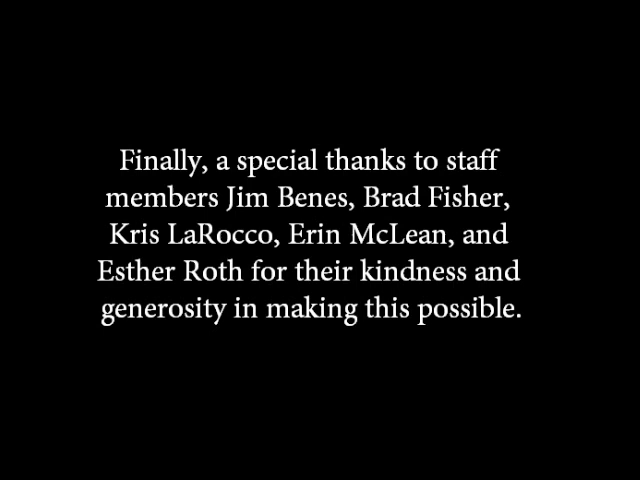 Finally, a special thanks to staff
members Jim Benes, Brad Fisher,
Kris LaRocco, Erin McLean, and
Esther Roth for their kindness and
generosity in making this possible.